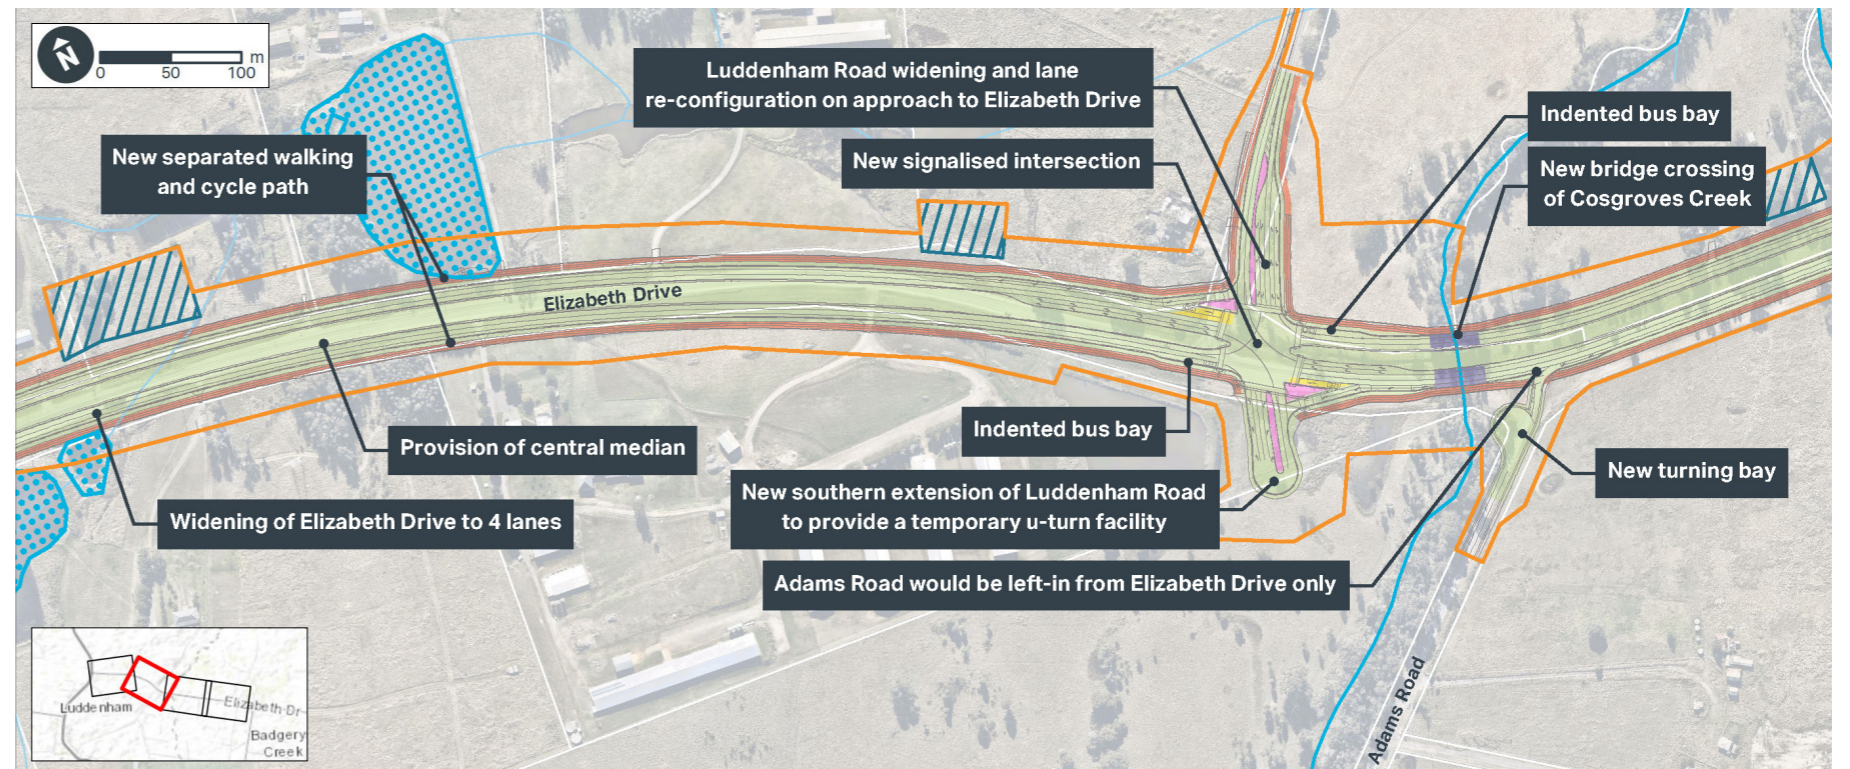 N
0 50 100 m
Luddenham Road widening and lane
re-configuration on approach to Elizabeth Drive
Indented bus bay
New separated walking
and cycle path
New signalised intersection
New bridge crossing
of Cosgroves Creek
Elizabeth Drive
Provision of central median
Indented bus bay
New turning bay
New southern extension of Luddenham Road
to provide a temporary u-turn facility
Widening of Elizabeth Drive to 4 lanes
Adams Road would be left-in from Elizabeth Drive only
Adams Road
Luddenham
Elizabeth Dr
Badgery
Creek